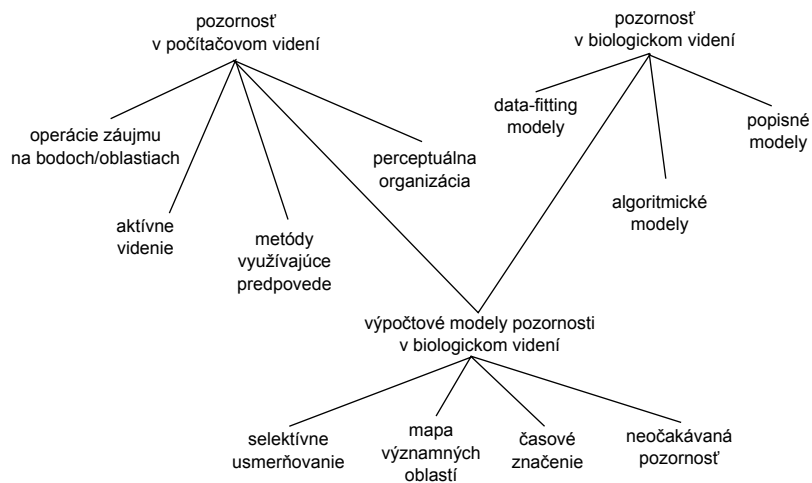 pozornosť
v počítačovom videní
pozornosť
v biologickom videní
operácie záujmu
na bodoch/oblastiach
aktívne
videnie
metódy
využívajúce
predpovede
perceptuálna
organizácia
data-fitting
modely
algoritmické
modely
popisné
modely
výpočtové modely pozornosti
v biologickom videní
selektívne
usmerňovanie
mapa
významných
oblastí
časové
značenie
neočakávaná
pozornosť